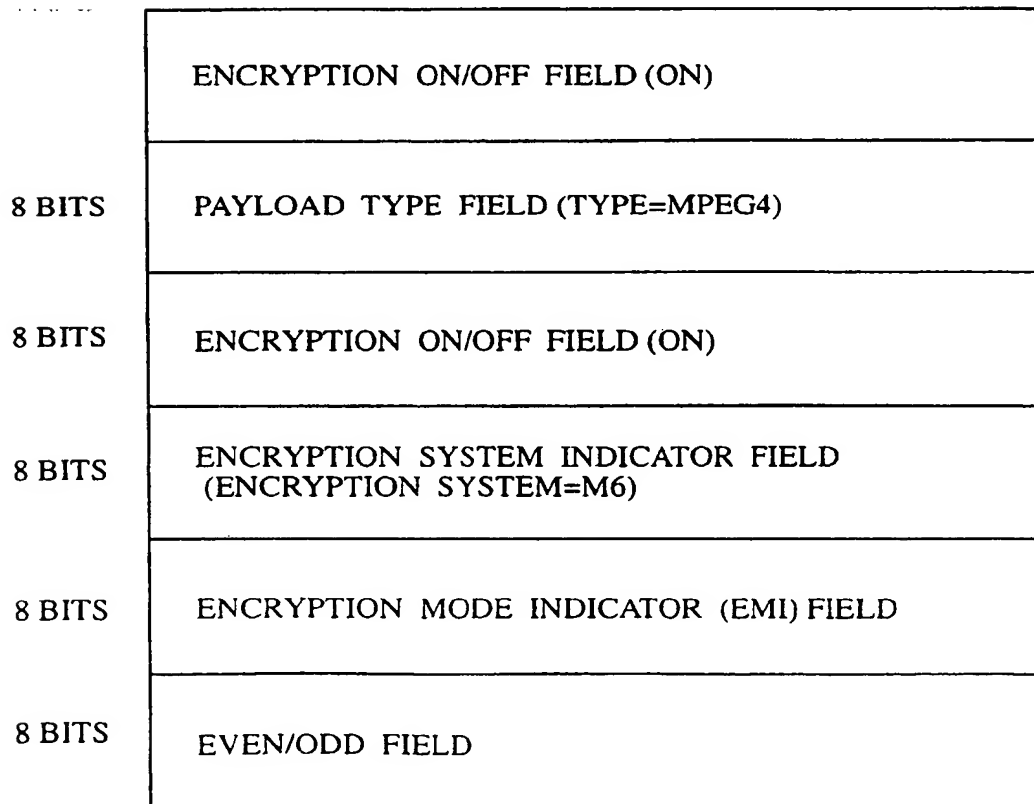 ENCRYPTION ON/OFF FIELD (ON)
8 BITS PAYLOAD TYPE FIELD (TYPE=MPEG4)
8 BITS ENCRYPTION ON/OFF FIELD (ON)
8 BITS ENCRYPTION SYSTEM INDICATOR FIELD
(ENCRYPTION SYSTEM=M6)
8 BITS ENCRYPTION MODE INDICATOR (EMI) FIELD
8 BITS EVEN/ODD FIELD